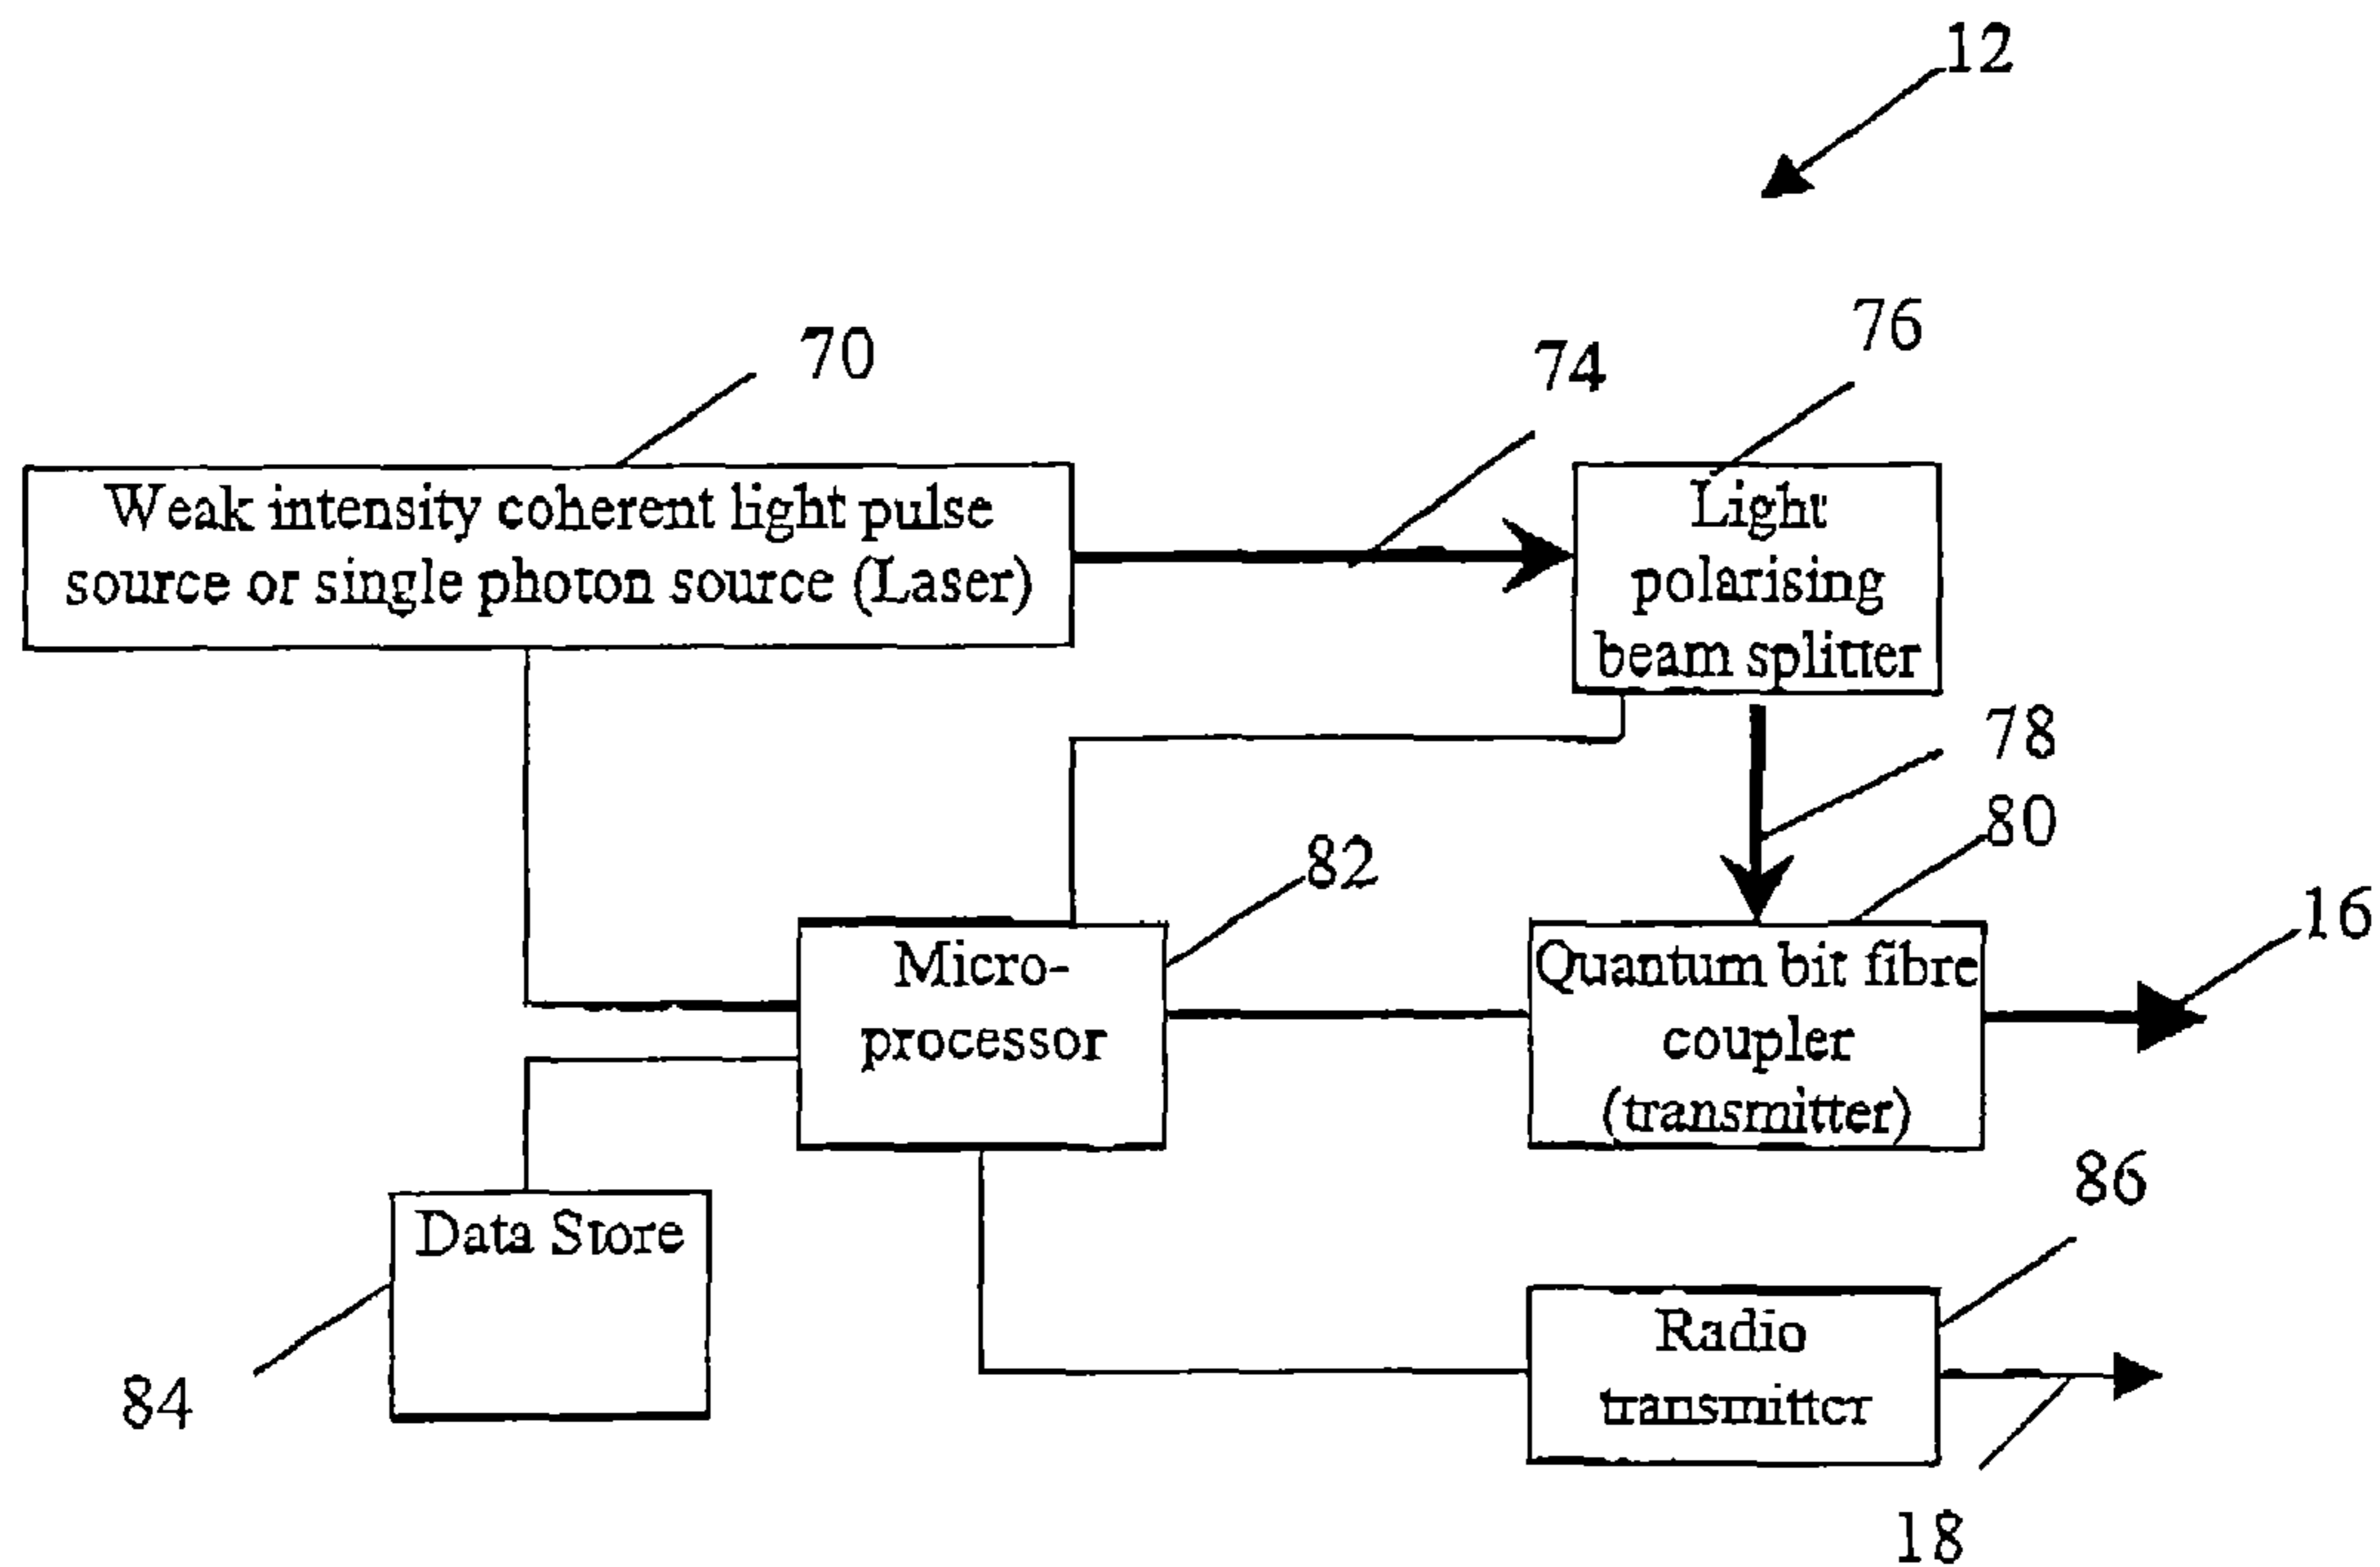 12
70
74
76
Weak intensity coherent light pulse
source or single photon source (Laser)
Light
polarising
beam splitter
78
80
82
16
Micro-
processor
Quantum bit fibre
coupler
(transmitter)
86
Data Store
84
Radio
transmitter
18